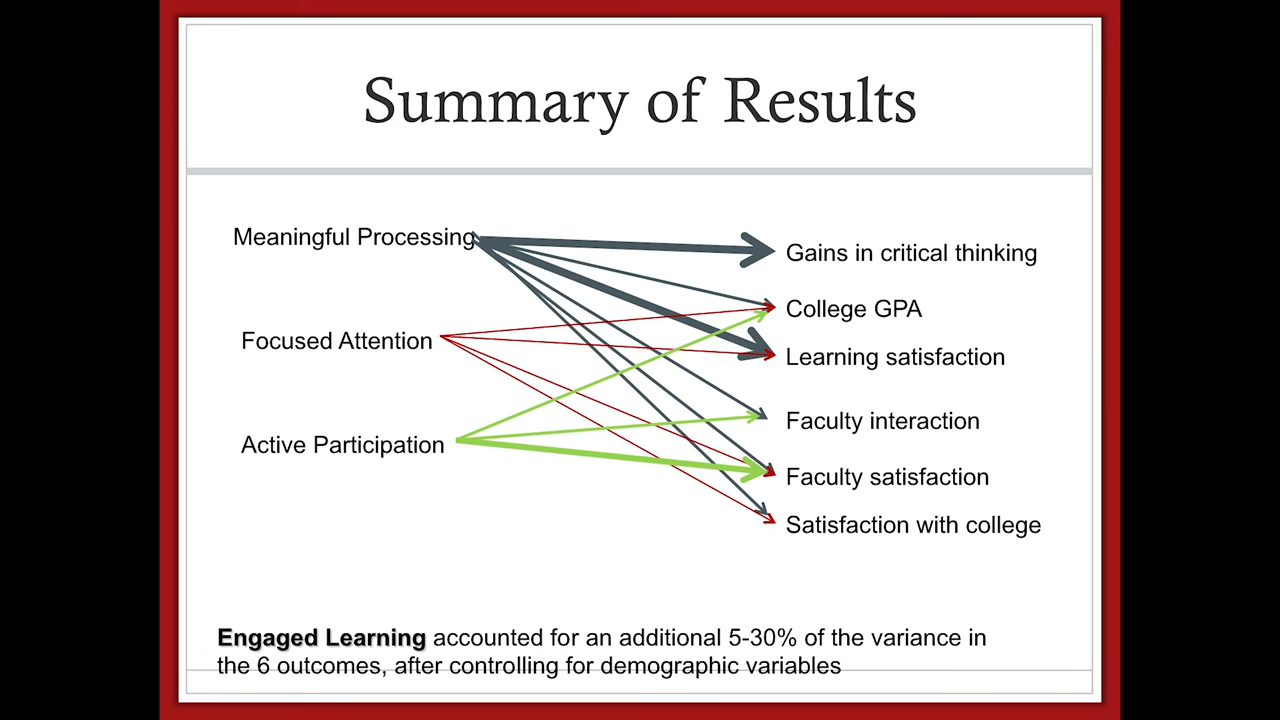 Summary of Results
Meaningful Processing
Gains in critical thinking
College GPA
Focused Attention
Learning satisfaction
Faculty interaction
Active Participation
Faculty satisfaction
Satisfaction with college
Engaged Learning accounted for an additional 5-30% of the variance in
the 6 outcomes, after controlling for demographic variables